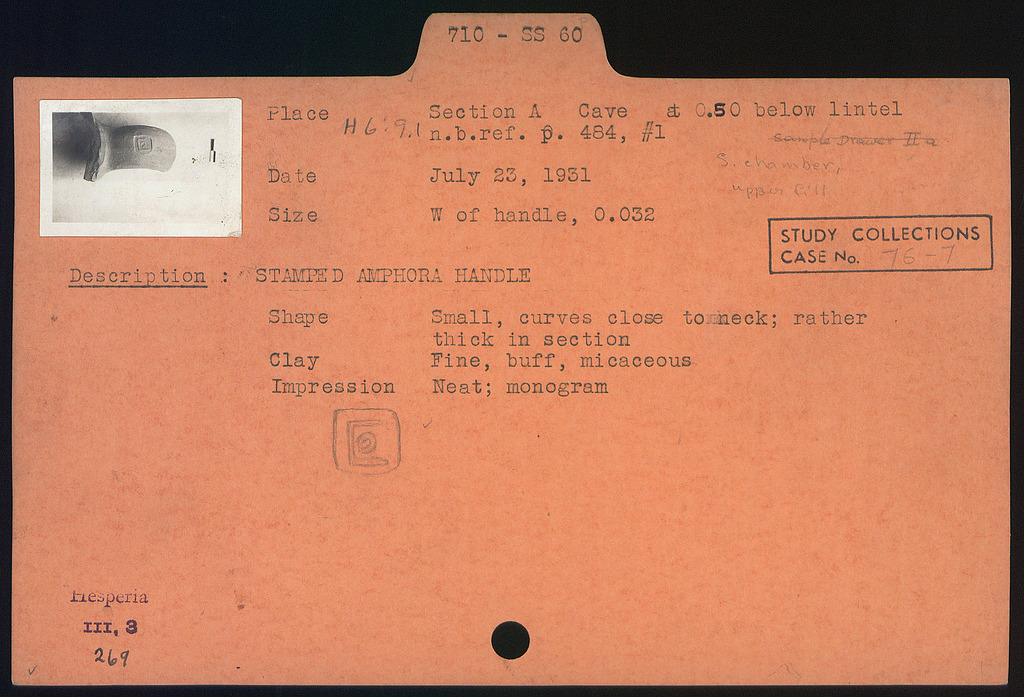 710 - SS 60
P
Place Section A Cave at 0.50 below lintel
H 6:9.1 n.b.ref. p. 484, #1
Sample Drawer II a
S. chamber,
upper fill
Date July 23, 1931
Size W of handle, 0.032
STUDY COLLECTIONS
CASE No. 76-7
Description : STAMPED AMPHORA HANDLE
Shape Small, curves close to neck; rather
thick in section
Clay Fine, buff, micaceous
Impression Neat; monogram
Hesperia
III, 3
269